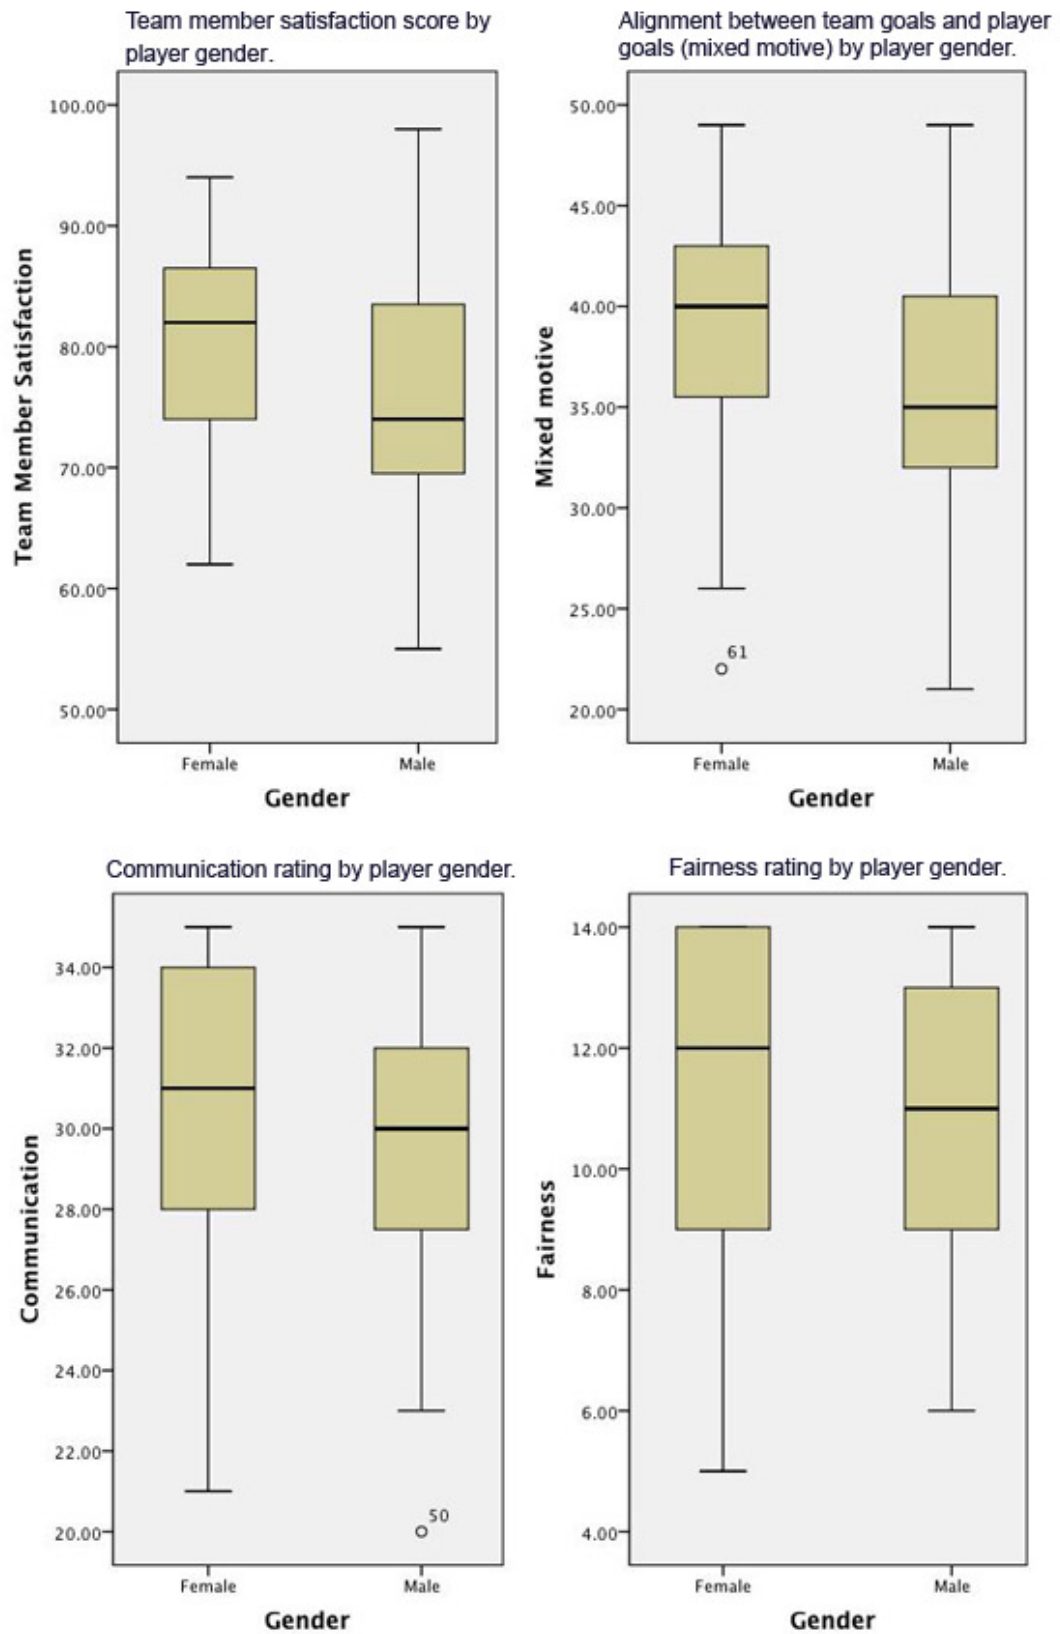 Team member satisfaction score by
player gender.
100.00
90.00
80.00
70.00
60.00
50.00
Team Member Satisfaction
Female
Male
Gender
Alignment between team goals and player
goals (mixed motive) by player gender.
50.00
45.00
40.00
35.00
30.00
25.00
20.00
Mixed motive
61
Female
Male
Gender
Communication rating by player gender.
34.00
32.00
30.00
28.00
26.00
24.00
22.00
20.00
Communication
50
Female
Male
Gender
Fairness rating by player gender.
14.00
12.00
10.00
8.00
6.00
4.00
Fairness
Female
Male
Gender